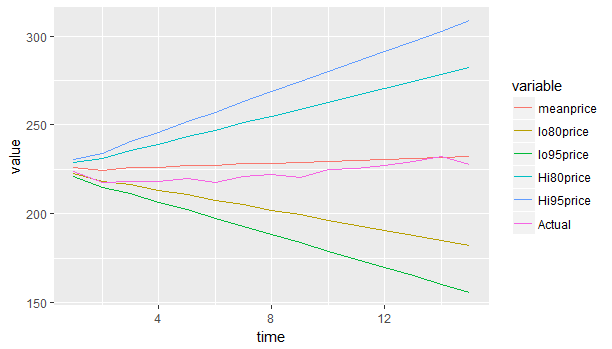 300
250
200
150
value
4
8
12
time
variable
meanprice
lo80price
lo95price
Hi80price
Hi95price
Actual